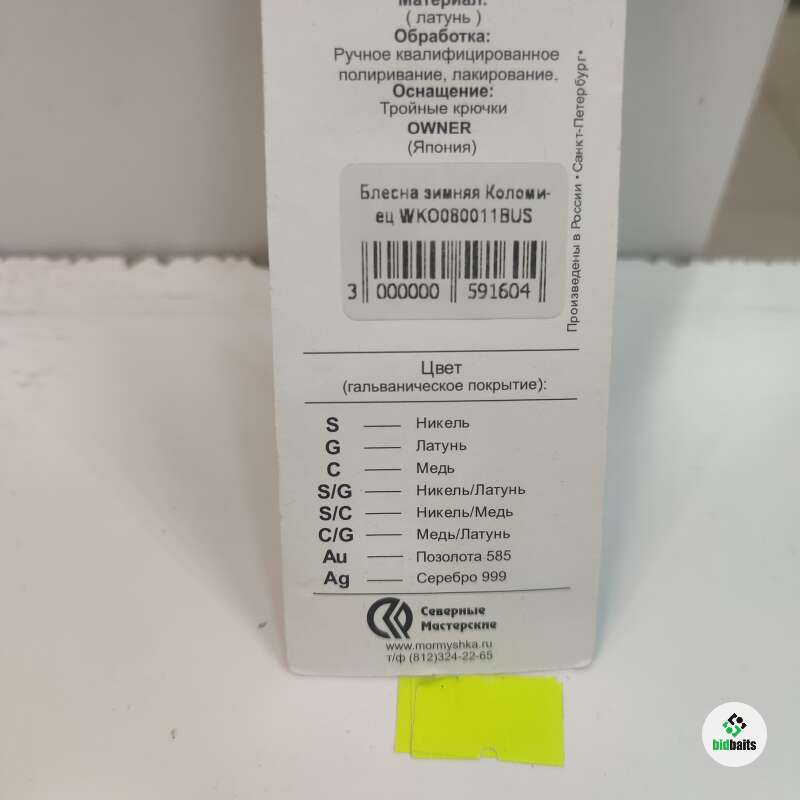 Материал:
( латунь )
Обработка:
Ручное квалифицированное
полиривание, лакирование.
Оснащение:
Тройные крючки
OWNER
(Япония)
Произведены в России • Санкт-Петербург •
Блесна зимняя Коломи-
ец WKO080011BUS
3 000000 591604
Цвет
(гальваническое покрытие):
S — Никель
G — Латунь
C — Медь
S/G — Никель/Латунь
S/C — Никель/Медь
C/G — Медь/Латунь
Au — Позолота 585
Ag — Серебро 999
Северные
Мастерские
www.mormyshka.ru
т/ф (812)324-22-65
bidbaits